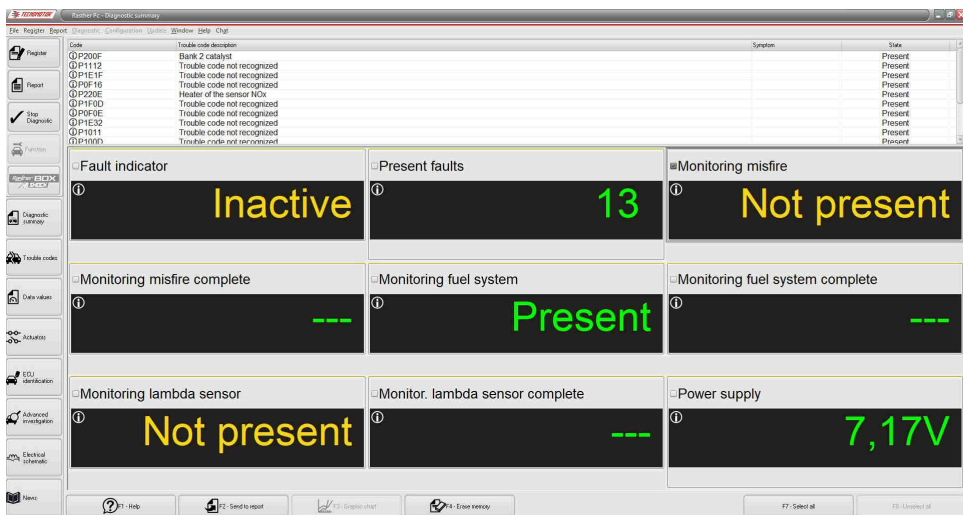 TECNOMOTOR
Rasther Pc - Diagnostic summary
File Register Report Diagnostic Configuration Update Window Help Chat
Code Trouble code description Symptom State
P200F Bank 2 catalyst Present
P1112 Trouble code not recognized Present
P1E1F Trouble code not recognized Present
P0F16 Trouble code not recognized Present
P220E Heater of the sensor NOx Present
P1F0D Trouble code not recognized Present
P0F0E Trouble code not recognized Present
P1E32 Trouble code not recognized Present
P1011 Trouble code not recognized Present
P100D Trouble code not recognized Present
Register
Report
Stop
Diagnostic
Function
Rasther BOX
Diagnostic
summary
Trouble codes
Data values
Actuators
ECU
identification
Advanced
investigation
Electrical
schematic
News
Fault indicator
Inactive
Present faults
13
Monitoring misfire
Not present
Monitoring misfire complete
---
Monitoring fuel system
Present
Monitoring fuel system complete
---
Monitoring lambda sensor
Not present
Monitor. lambda sensor complete
---
Power supply
7,17V
F1 - Help
F2 - Send to report
F3 - Graphic chart
F4 - Erase memory
F7 - Select all
F8 - Unselect all